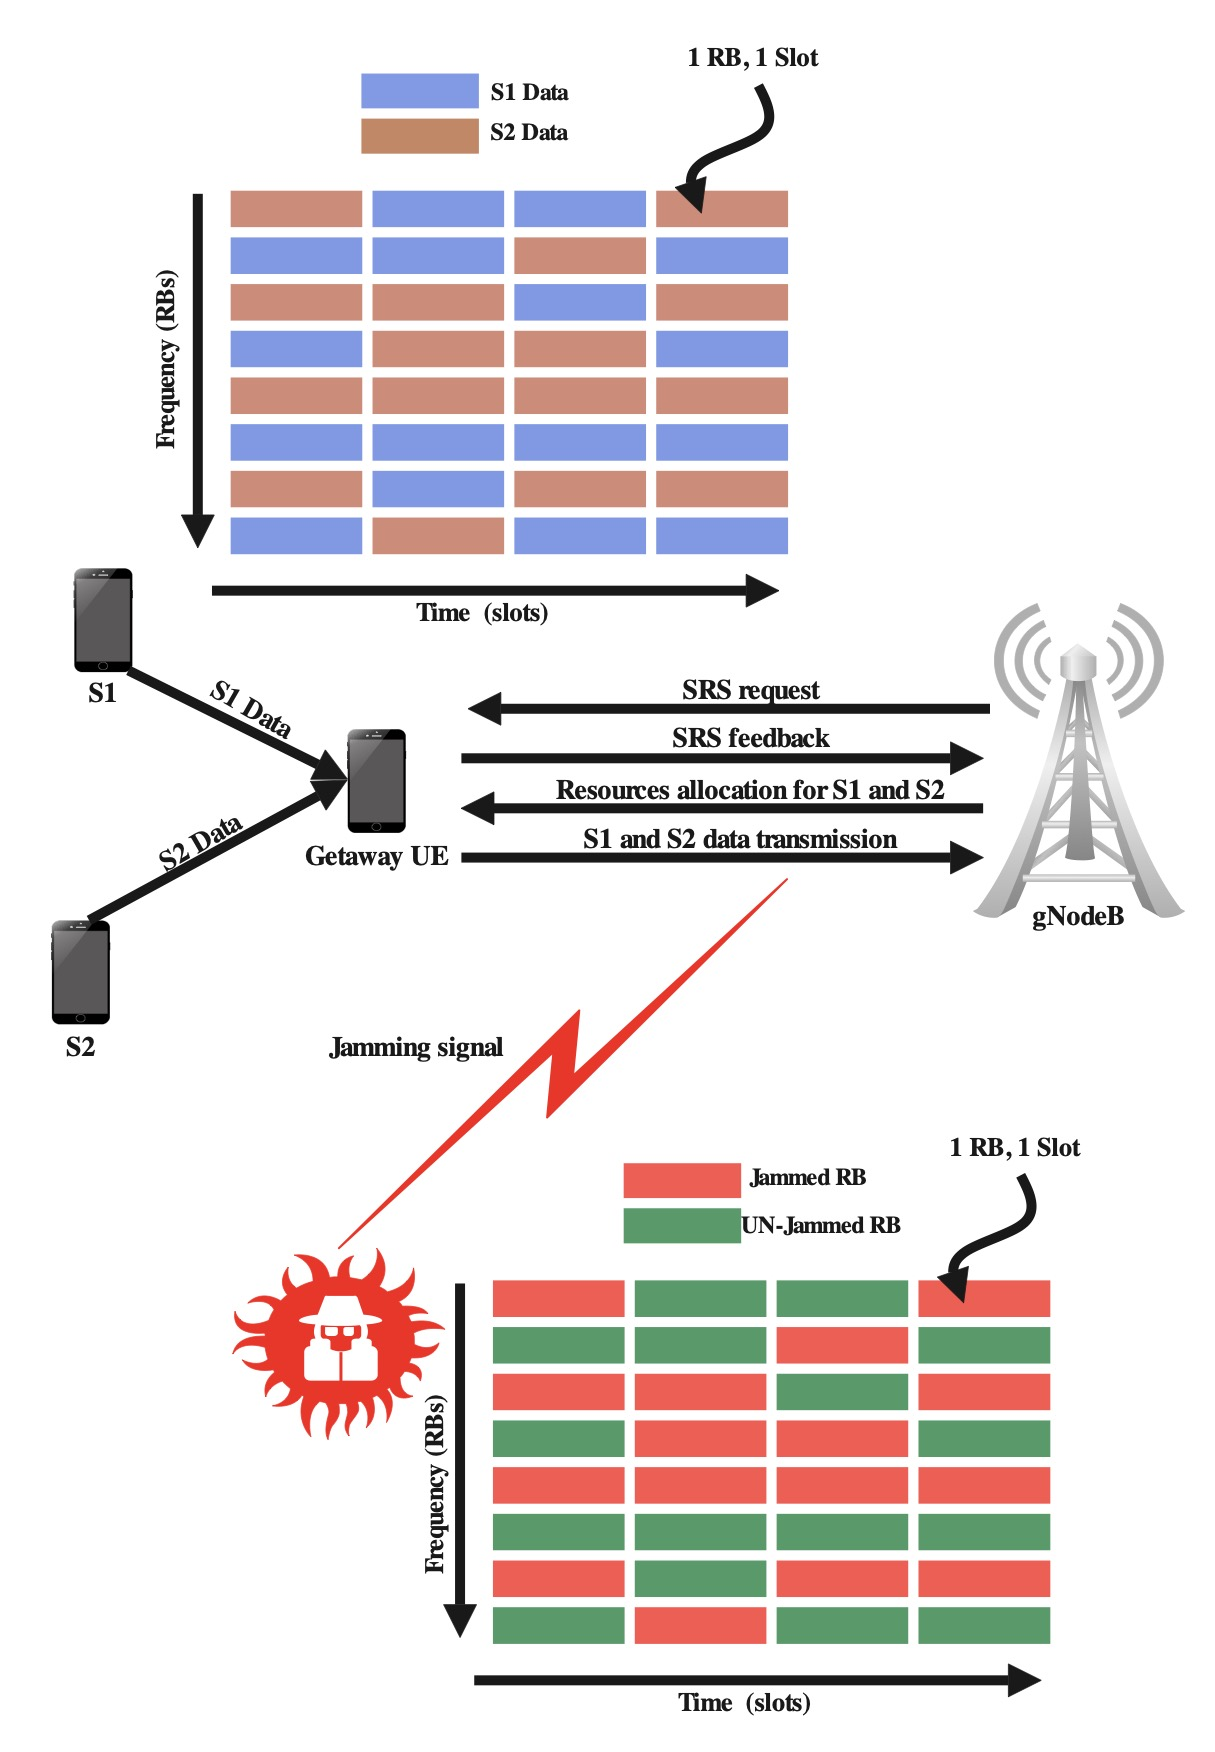 1 RB, 1 Slot
S1 Data
S2 Data
Frequency (RBs)
Time (slots)
S1
S1 Data
SRS request
SRS feedback
Resources allocation for S1 and S2
S1 and S2 data transmission
S2 Data
Getaway UE
gNodeB
S2
Jamming signal
1 RB, 1 Slot
Jammed RB
UN-Jammed RB
Frequency (RBs)
Time (slots)